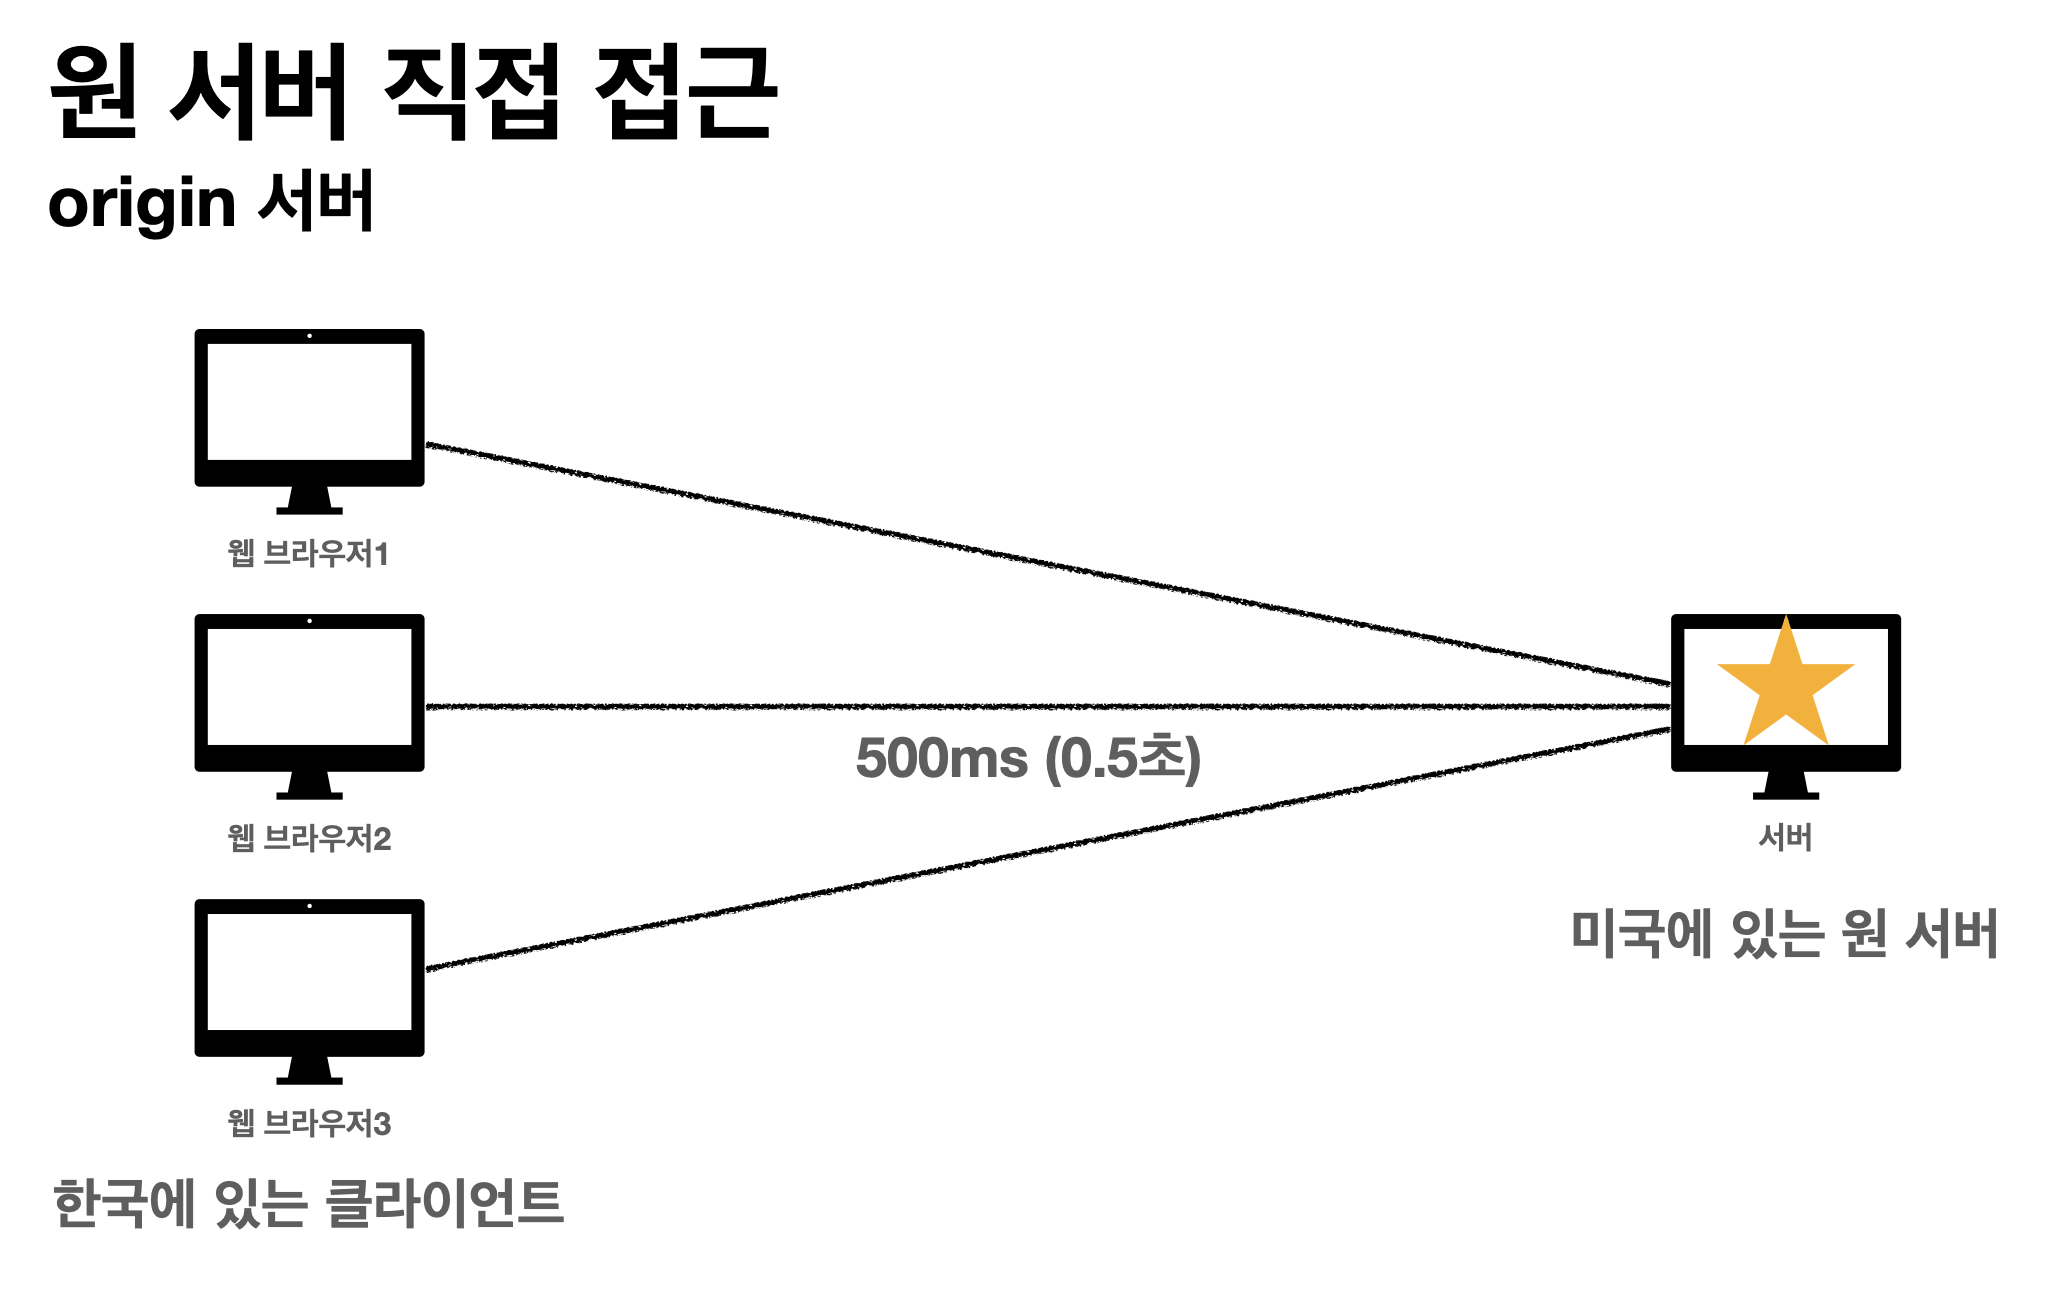 원 서버 직접 접근
origin 서버
웹 브라우저1
웹 브라우저2
500ms (0.5초)
서버
미국에 있는 원 서버
웹 브라우저3
한국에 있는 클라이언트